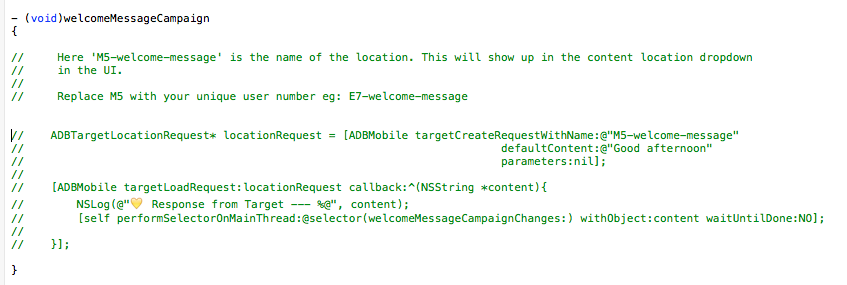 - (void)welcomeMessageCampaign
{
//     Here 'M5-welcome-message' is the name of the location. This will show up in the content location dropdown
//     in the UI.
//
//     Replace M5 with your unique user number eg: E7-welcome-message
//    ADBTargetLocationRequest* locationRequest = [ADBMobile targetCreateRequestWithName:@"M5-welcome-message"
//                                                                        defaultContent:@"Good afternoon"
//                                                                        parameters:nil];
//
//    [ADBMobile targetLoadRequest:locationRequest callback:^(NSString *content){
//        NSLog(@"💛 Response from Target --- %@", content);
//        [self performSelectorOnMainThread:@selector(welcomeMessageCampaignChanges:) withObject:content waitUntilDone:NO];
//
//    }];
}